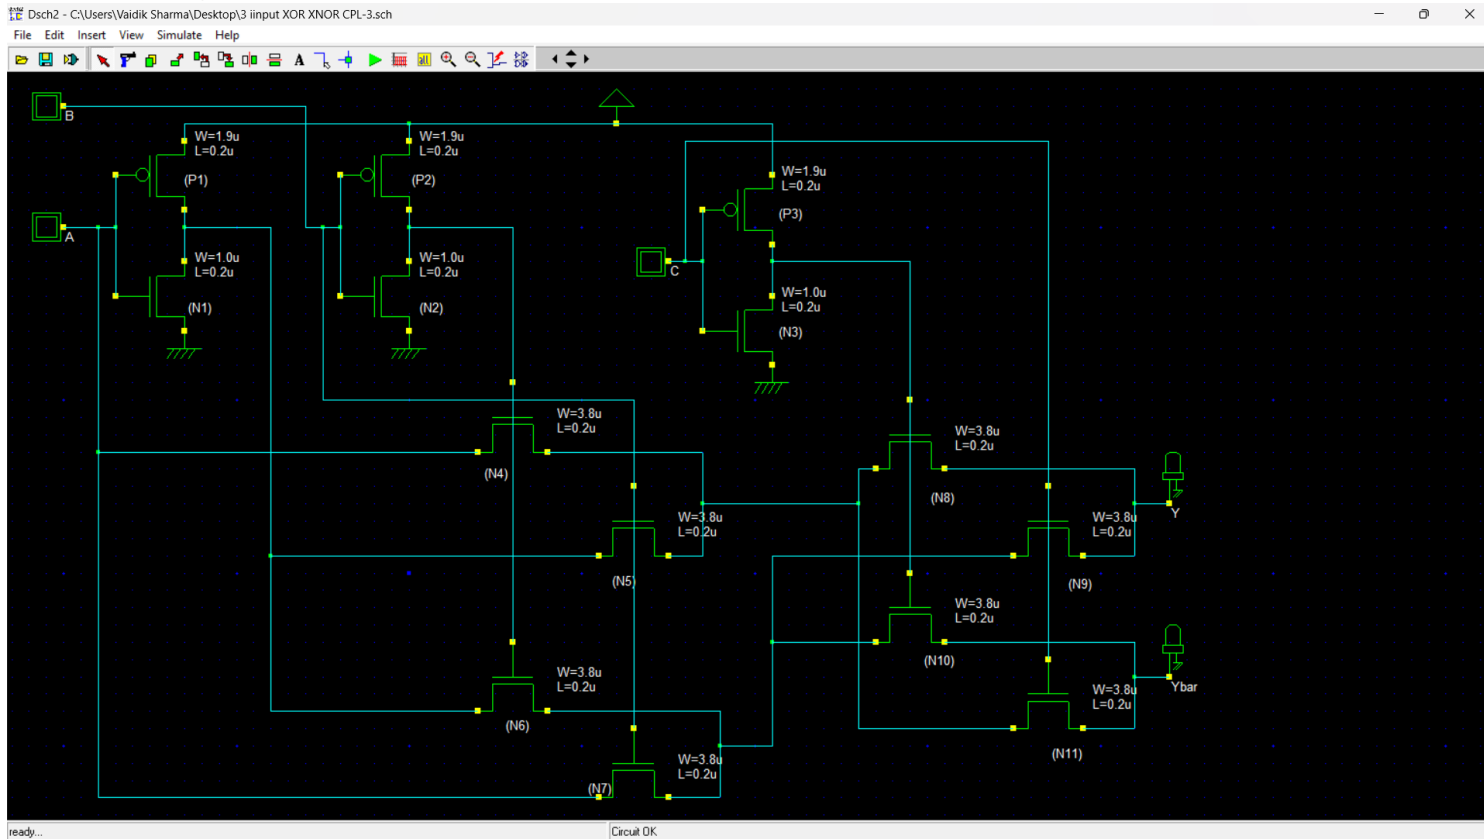 Dsch2 - C:\Users\Vaidik Sharma\Desktop\3 iinput XOR XNOR CPL-3.sch
File Edit Insert View Simulate Help
A
all
B
W=1.9u
L=0.2u
(P1)
W=1.9u
L=0.2u
(P2)
W=1.9u
L=0.2u
(P3)
A
W=1.0u
L=0.2u
(N1)
W=1.0u
L=0.2u
(N2)
C
W=1.0u
L=0.2u
(N3)
W=3.8u
L=0.2u
(N4)
W=3.8u
L=0.2u
(N8)
W=3.8u
L=0.2u
(N5)
W=3.8u
L=0.2u
(N9)
Y
W=3.8u
L=0.2u
(N10)
W=3.8u
L=0.2u
(N6)
W=3.8u
L=0.2u
(N11)
Ybar
W=3.8u
L=0.2u
(N7)
ready...
Circuit OK